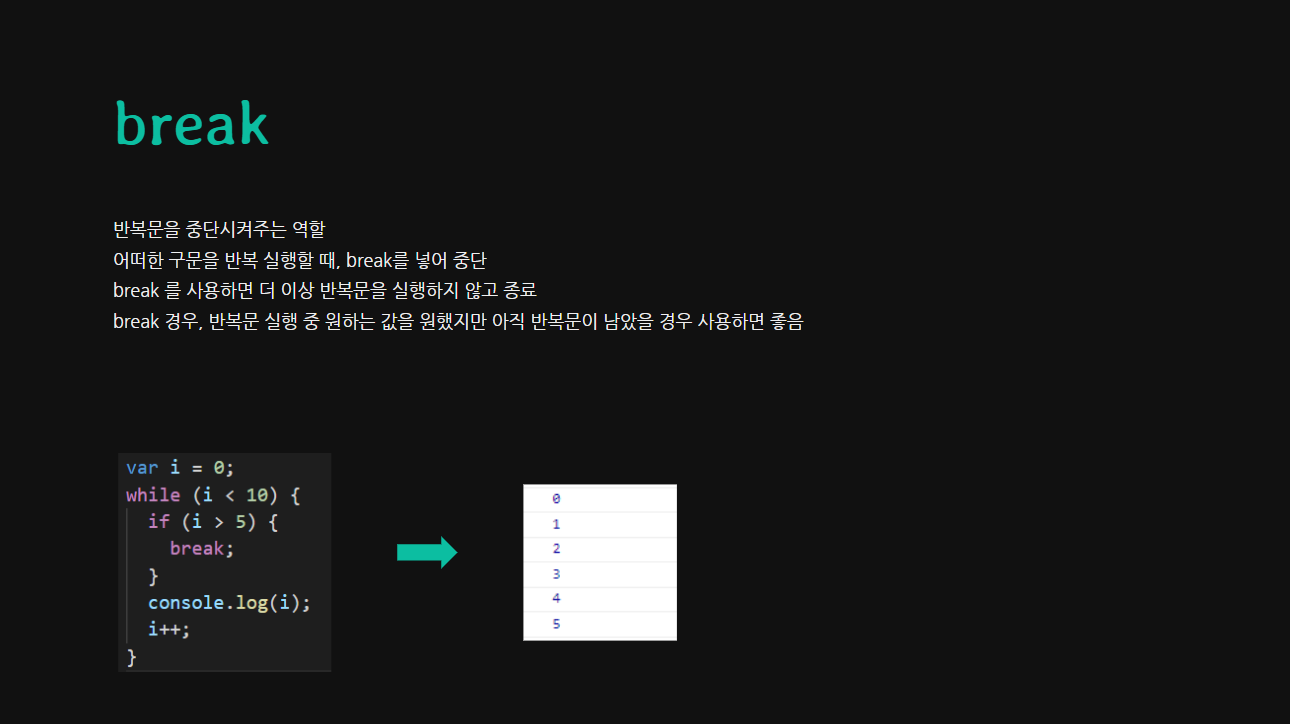 break
반복문을 중단시켜주는 역할
어떠한 구문을 반복 실행할 때, break를 넣어 중단
break 를 사용하면 더 이상 반복문을 실행하지 않고 종료
break 경우, 반복문 실행 중 원하는 값을 원했지만 아직 반복문이 남았을 경우 사용하면 좋음
var i = 0;
while (i < 10) {
  if (i > 5) {
    break;
  }
  console.log(i);
  i++;
}
0
1
2
3
4
5